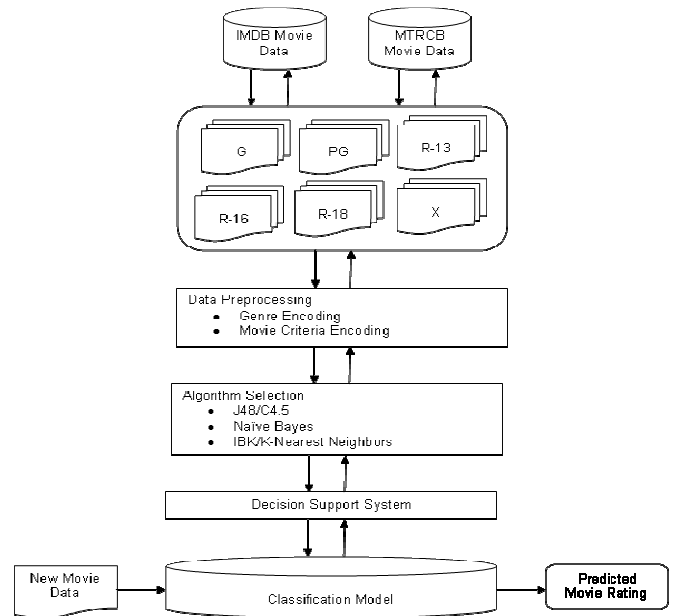 IMDB Movie
Data
MTRCB
Movie Data
G
PG
R-13
R-16
R-18
X
Data Preprocessing
● Genre Encoding
● Movie Criteria Encoding
Algorithm Selection
● J48/C4.5
● Naïve Bayes
● IBK/K-Nearest Neighbors
Decision Support System
New Movie
Data
Classification Model
Predicted
Movie Rating